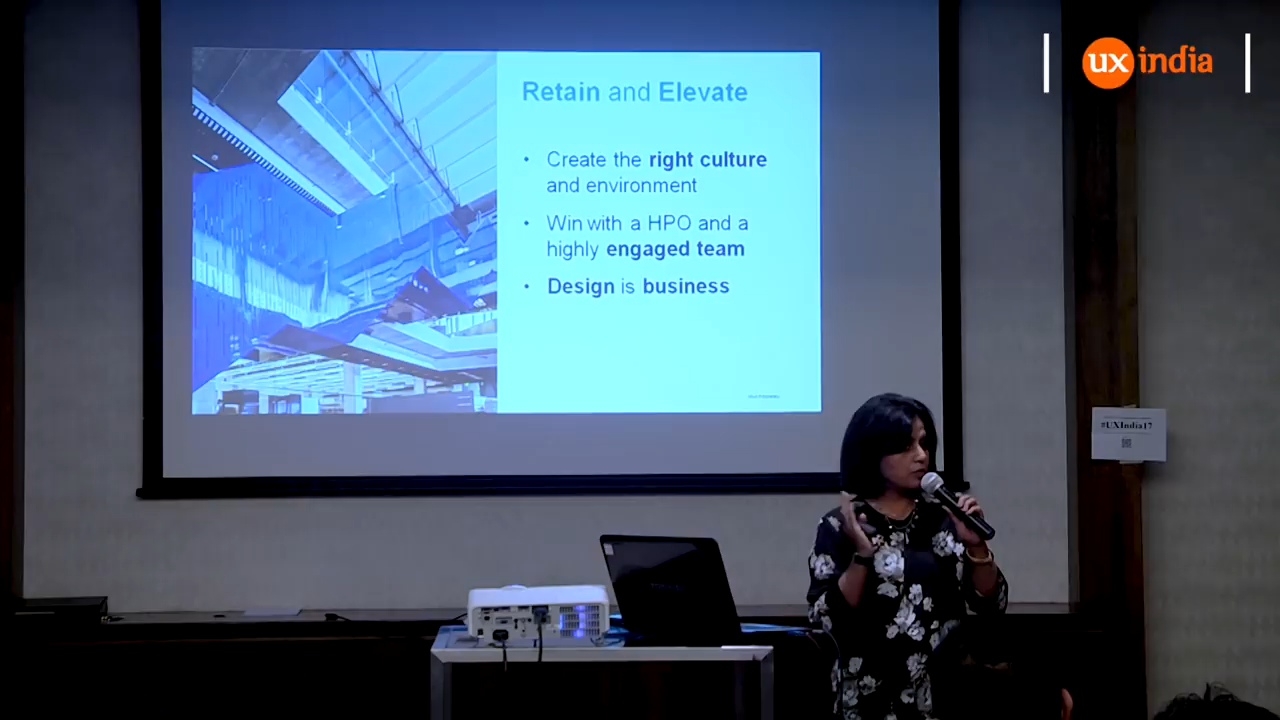 ux india
Retain and Elevate
• Create the right culture
and environment
• Win with a HPO and a
highly engaged team
• Design is business
#UXIndia17